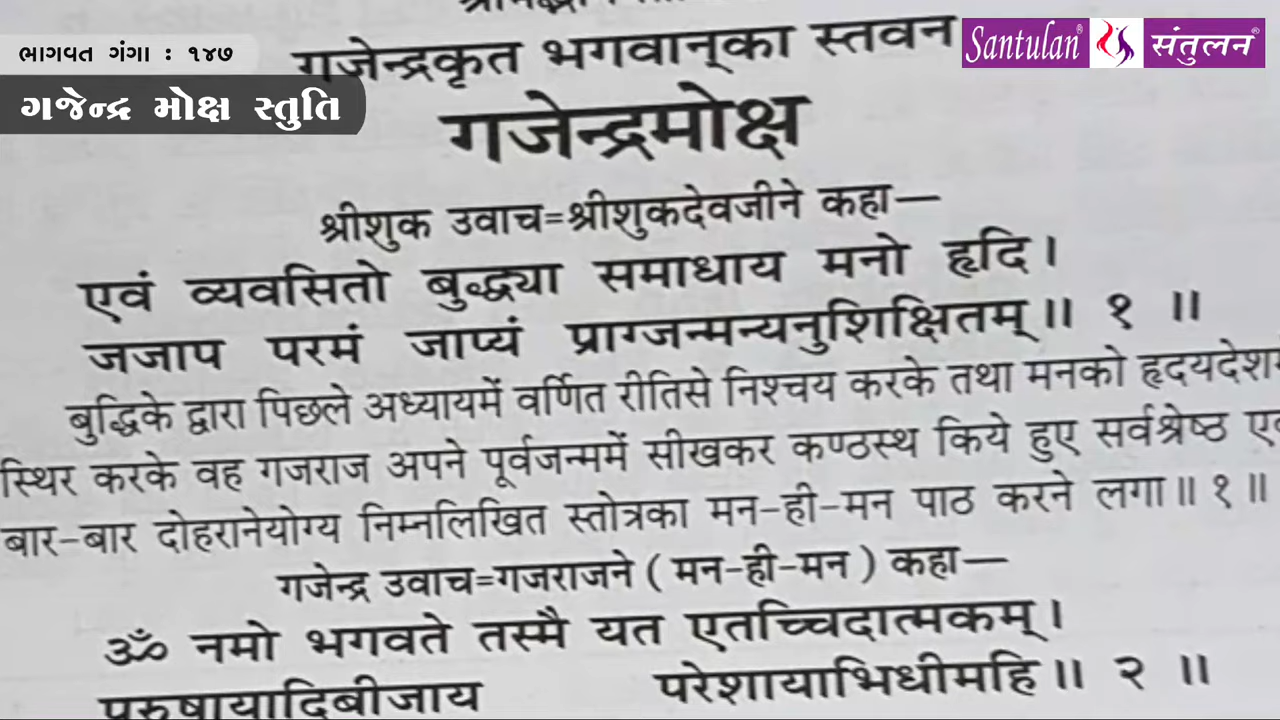 ભાગવત ગંગા : ૧૪૭
ગજેન્દ્ર મોક્ષ સ્તુતિ
Santulan® संतुलन®
गजेन्द्रकृत भगवान्‌का स्तवन
गजेन्द्रमोक्ष
श्रीशुक उवाच=श्रीशुकदेवजीने कहा—
एवं व्यवसितो बुद्ध्या समाधाय मनो हृदि।
जजाप परमं जाप्यं प्राग्जन्मन्यनुशिक्षितम्॥ १ ॥
बुद्धिके द्वारा पिछले अध्यायमें वर्णित रीतिसे निश्चय करके तथा मनको
स्थिर करके वह गजराज अपने पूर्वजन्ममें सीखकर कण्ठस्थ किये हुए सर्वश्रेष्ठ
बार-बार दोहरानेयोग्य निम्नलिखित स्तोत्रका मन-ही-मन पाठ करने लगा॥ १ ॥
गजेन्द्र उवाच=गजराजने ( मन-ही-मन ) कहा—
ॐ नमो भगवते तस्मै यत एतच्चिदात्मकम्।
पुरुषायादिबीजाय परेशायाभिधीमहि॥ २ ॥